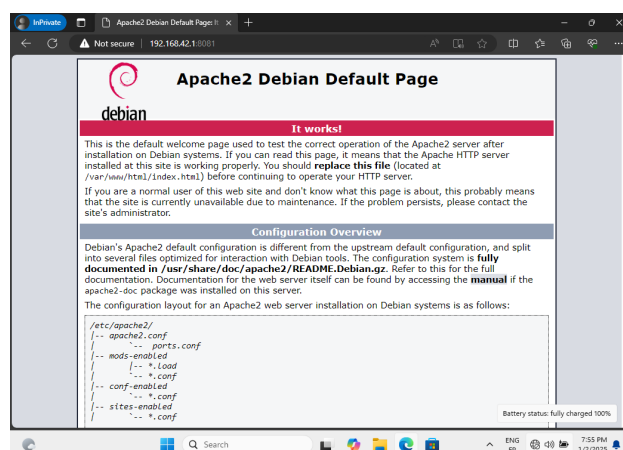 InPrivate
Apache2 Debian Default Page: It
Not secure | 192.168.42.1:8081
debian
Apache2 Debian Default Page
It works!
This is the default welcome page used to test the correct operation of the Apache2 server after
installation on Debian systems. If you can read this page, it means that the Apache HTTP server
installed at this site is working properly. You should replace this file (located at
/var/www/html/index.html) before continuing to operate your HTTP server.
If you are a normal user of this web site and don't know what this page is about, this probably means
that the site is currently unavailable due to maintenance. If the problem persists, please contact the
site's administrator.
Configuration Overview
Debian's Apache2 default configuration is different from the upstream default configuration, and split
into several files optimized for interaction with Debian tools. The configuration system is fully
documented in /usr/share/doc/apache2/README.Debian.gz. Refer to this for the full
documentation. Documentation for the web server itself can be found by accessing the manual if the
apache2-doc package was installed on this server.
The configuration layout for an Apache2 web server installation on Debian systems is as follows:
/etc/apache2/
|-- apache2.conf
|       `--  ports.conf
|-- mods-enabled
|       |-- *.load
|       `-- *.conf
|-- conf-enabled
|       `-- *.conf
|-- sites-enabled
|       `-- *.conf
Battery status: fully charged 100%
Search
ENG
7:55 PM
1/2/2025